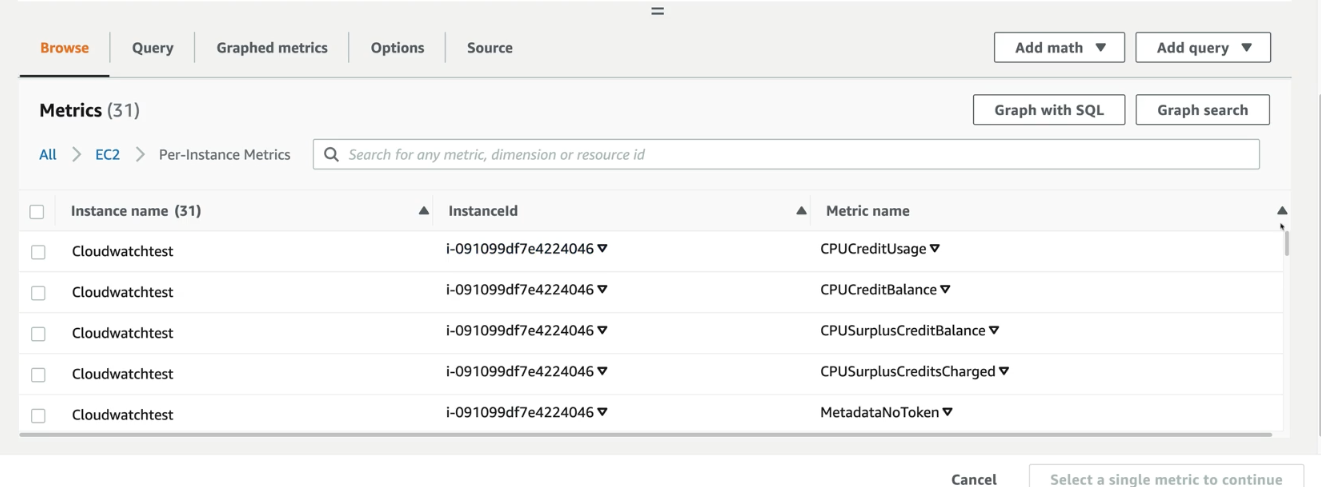 Browse Query Graphed metrics Options Source Add math ▼ Add query ▼
Metrics (31) Graph with SQL Graph search
All > EC2 > Per-Instance Metrics Search for any metric, dimension or resource id
Instance name (31) ▲ InstanceId ▲ Metric name ▲
Cloudwatchtest i-091099df7e4224046 ▽ CPUCreditUsage ▽
Cloudwatchtest i-091099df7e4224046 ▽ CPUCreditBalance ▽
Cloudwatchtest i-091099df7e4224046 ▽ CPUSurplusCreditBalance ▽
Cloudwatchtest i-091099df7e4224046 ▽ CPUSurplusCreditsCharged ▽
Cloudwatchtest i-091099df7e4224046 ▽ MetadataNoToken ▽
Cancel Select a single metric to continue